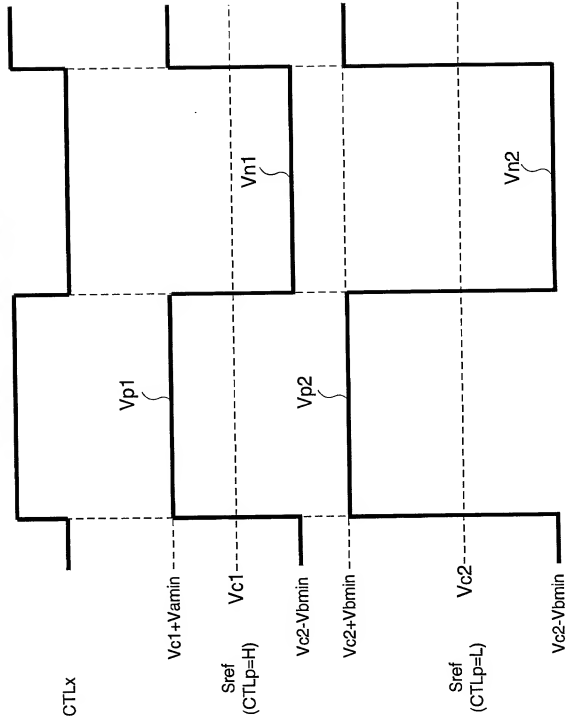 CTLx
Vc1+Vamin
Vp1
Sref
(CTLp=H)
Vc1
Vn1
Vc2-Vbmin
Vc2+Vbmin
Vp2
Sref
(CTLp=L)
Vc2
Vn2
Vc2-Vbmin